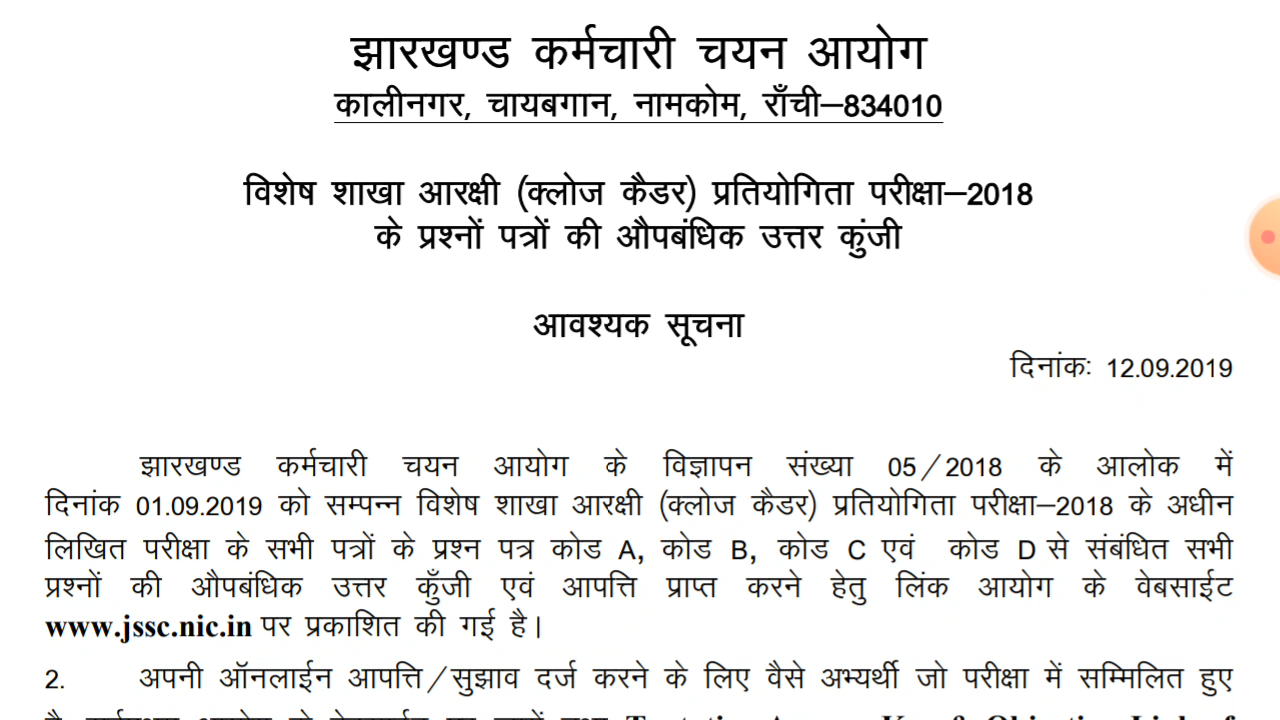 झारखण्ड कर्मचारी चयन आयोग
कालीनगर, चायबगान, नामकोम, राँची–834010
विशेष शाखा आरक्षी (क्लोज कैडर) प्रतियोगिता परीक्षा–2018
के प्रश्नों पत्रों की औपबंधिक उत्तर कुंजी
आवश्यक सूचना
दिनांकः 12.09.2019
झारखण्ड कर्मचारी चयन आयोग के विज्ञापन संख्या 05/2018 के आलोक में
दिनांक 01.09.2019 को सम्पन्न विशेष शाखा आरक्षी (क्लोज कैडर) प्रतियोगिता परीक्षा–2018 के अधीन
लिखित परीक्षा के सभी पत्रों के प्रश्न पत्र कोड A, कोड B, कोड C एवं कोड D से संबंधित सभी
प्रश्नों की औपबंधिक उत्तर कुँजी एवं आपत्ति प्राप्त करने हेतु लिंक आयोग के वेबसाईट
www.jssc.nic.in पर प्रकाशित की गई है।
2. अपनी ऑनलाईन आपत्ति/सुझाव दर्ज करने के लिए वैसे अभ्यर्थी जो परीक्षा में सम्मिलित हुए